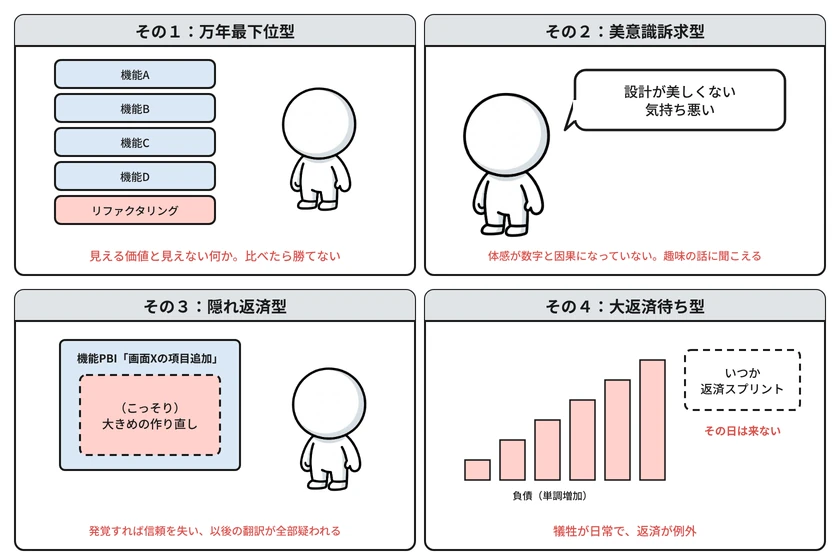 その１：万年最下位型
機能A
機能B
機能C
機能D
リファクタリング
見える価値と見えない何か。比べたら勝てない
その２：美意識訴求型
設計が美しくない
気持ち悪い
体感が数字と因果になっていない。趣味の話に聞こえる
その３：隠れ返済型
機能PBI「画面Xの項目追加」
（こっそり）
大きめの作り直し
発覚すれば信頼を失い、以後の翻訳が全部疑われる
その４：大返済待ち型
いつか
返済スプリント
その日は来ない
負債（単調増加）
犠牲が日常で、返済が例外